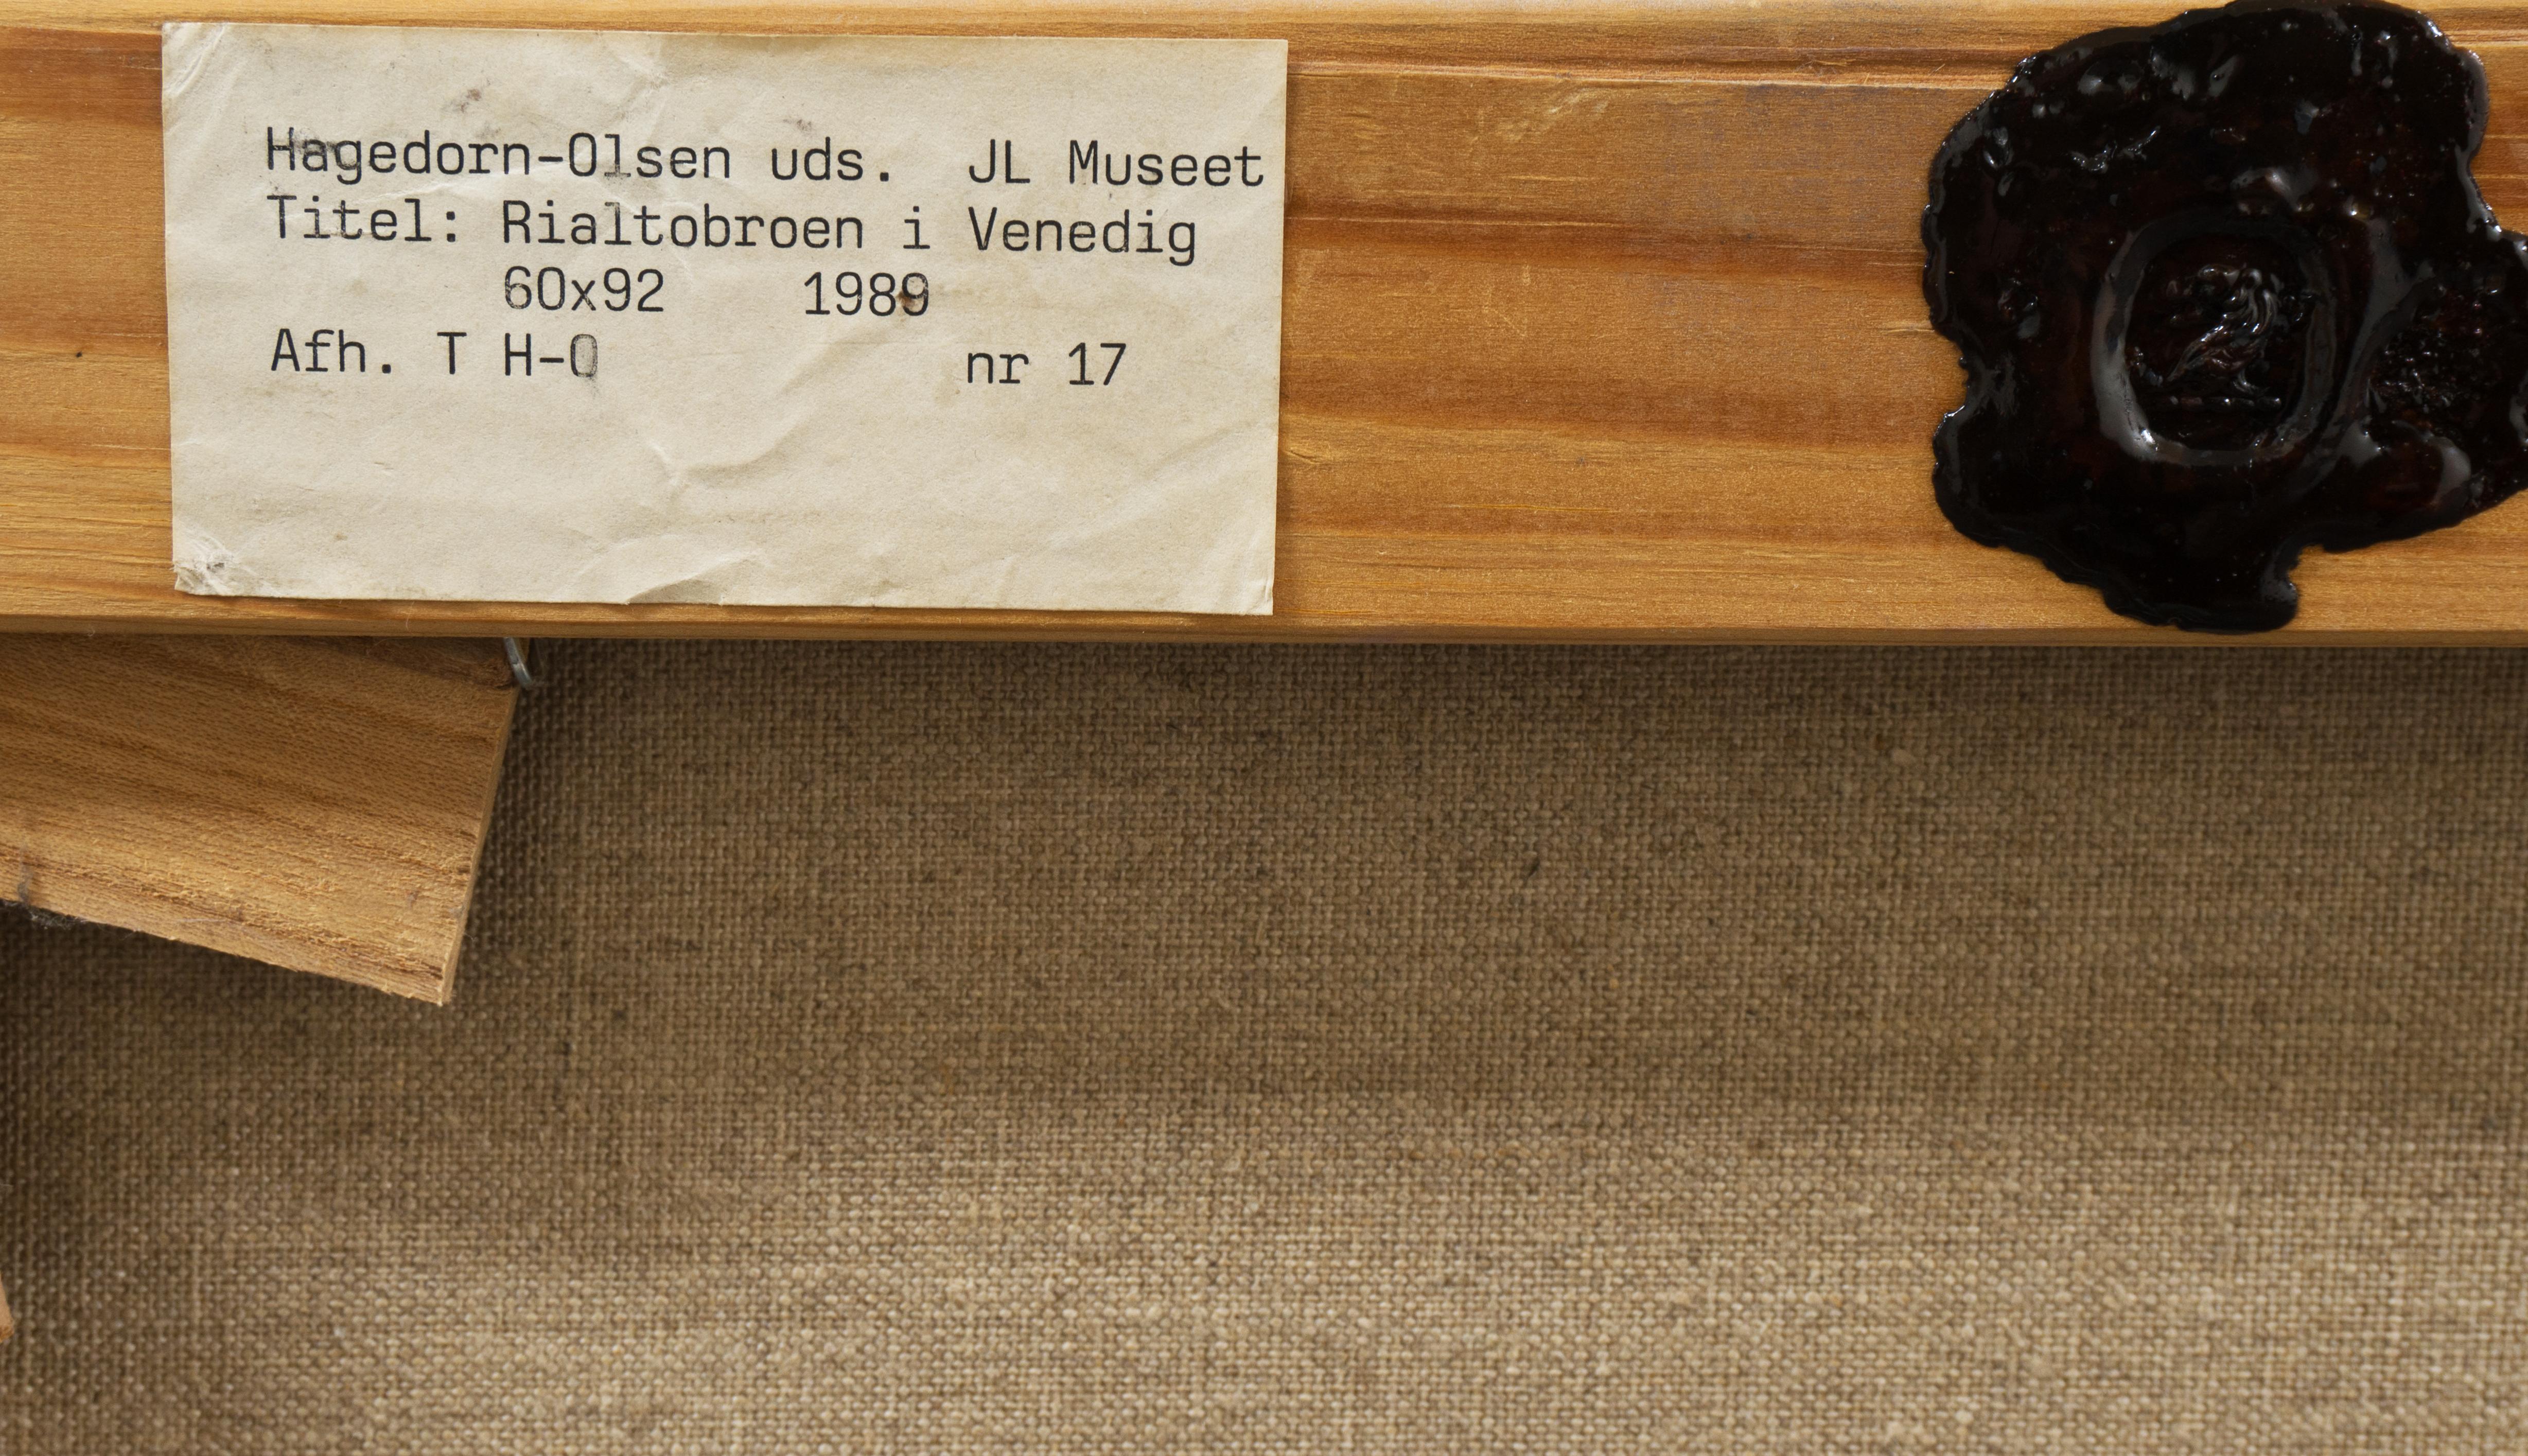 Hagedorn-Olsen uds.  JL Museet
Titel: Rialtobroen i Venedig
60x92    1989
Afh. T H-O           nr 17